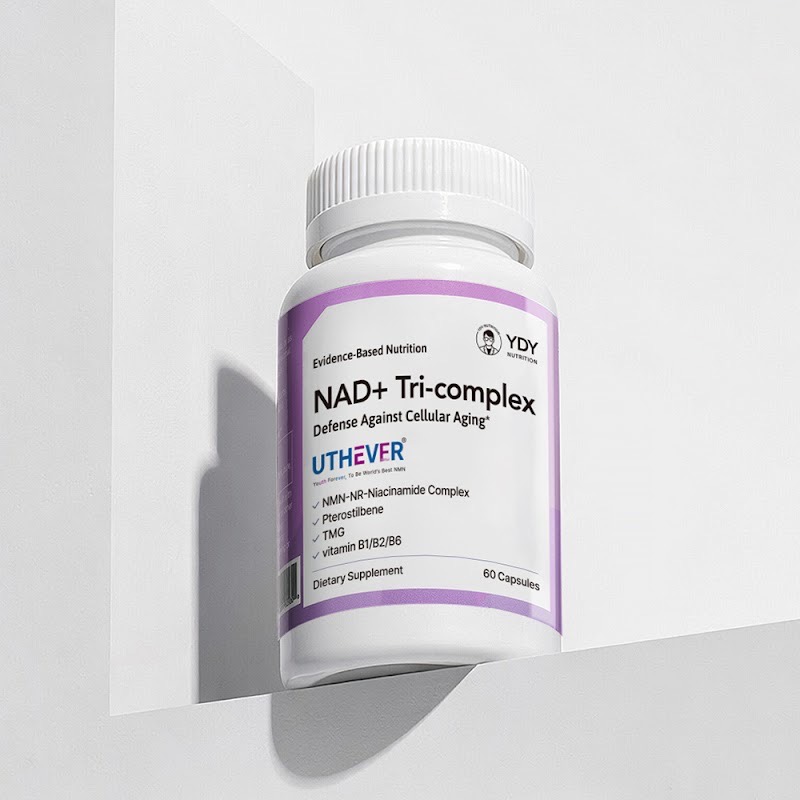 Evidence-Based Nutrition
YDY
NUTRITION
NAD+ Tri-complex
Defense Against Cellular Aging*
UTHEVER®
Youth Forever, To Be World's Best NMN
NMN-NR-Niacinamide Complex
Pterostilbene
TMG
vitamin B1/B2/B6
Dietary Supplement
60 Capsules